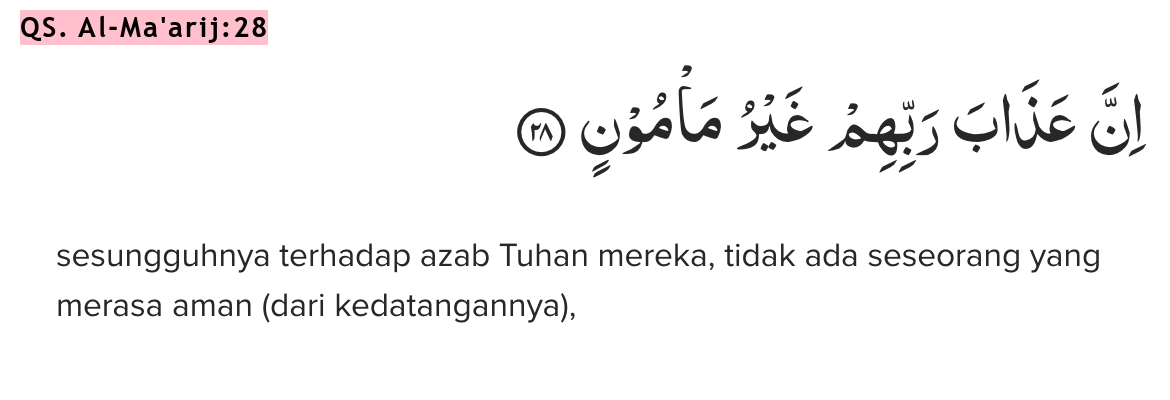 QS. Al-Ma'arij:28
اِنَّ عَذَابَ رَبِّهِمْ غَيْرُ مَأْمُوْنٍ ۝٢٨
sesungguhnya terhadap azab Tuhan mereka, tidak ada seseorang yang
merasa aman (dari kedatangannya),